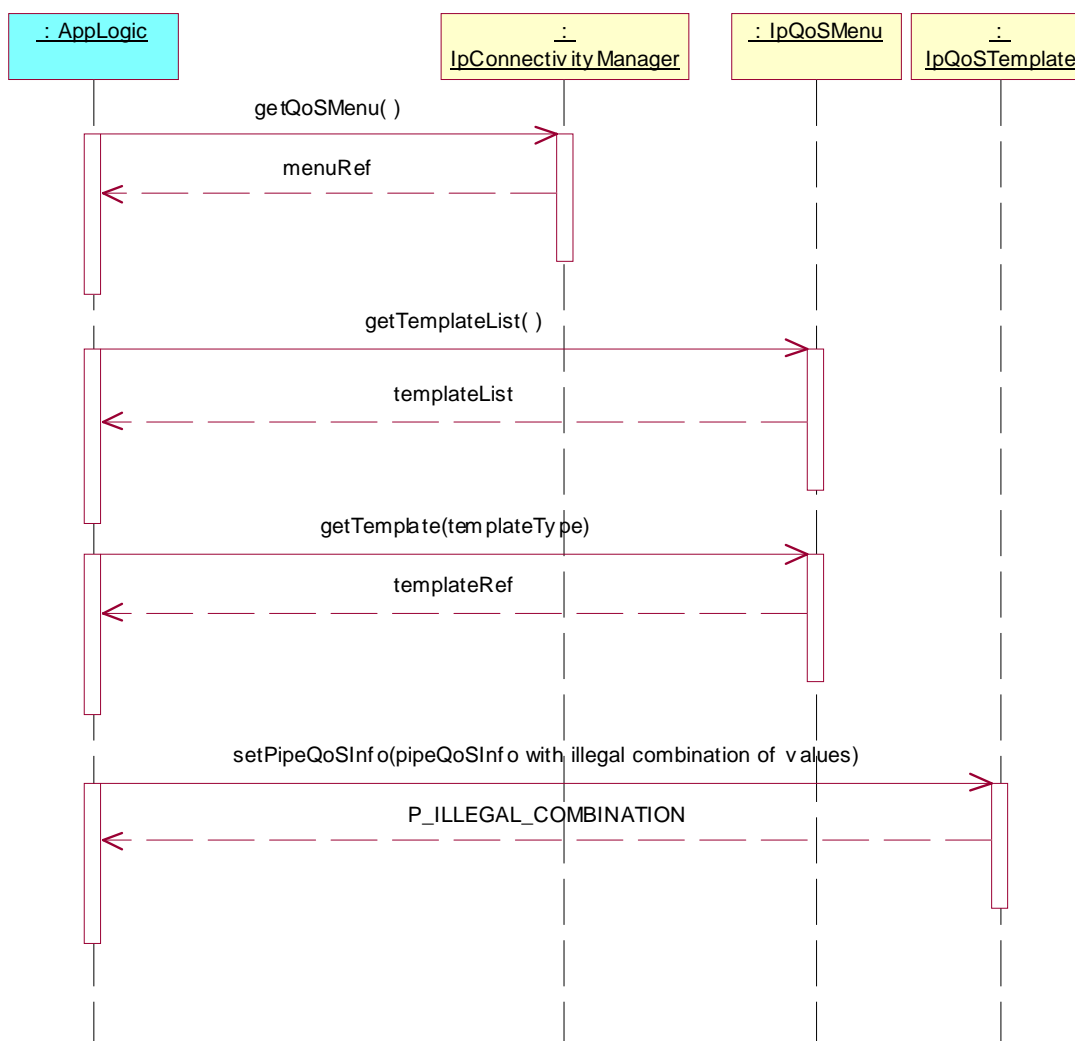 : AppLogic
:
IpConnectivityManager
: IpQoSMenu
:
IpQoSTemplate
getQoSMenu( )
menuRef
getTemplateList( )
templateList
getTemplate(templateType)
templateRef
setPipeQoSInfo(pipeQoSInfo with illegal combination of values)
P_ILLEGAL_COMBINATION